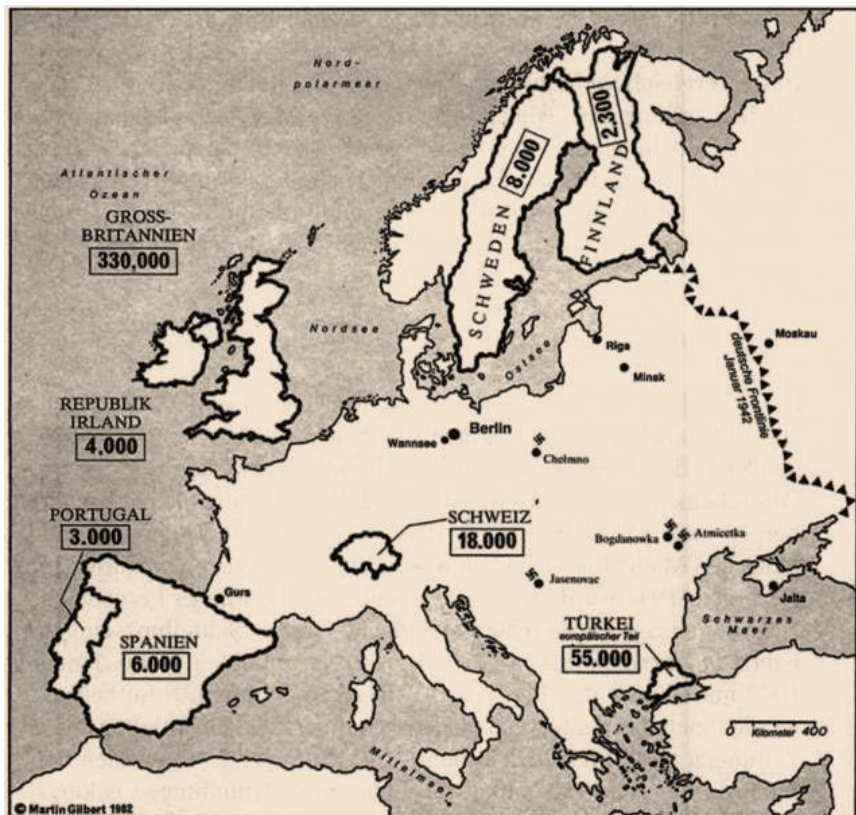 Nord-
polarmeer
Atlantischer
Ozean
GROSS-
BRITANNIEN
330,000
Nordsee
SCHWEDEN
8.000
FINNLAND
2.300
Ostsee
Riga
Minsk
Moskau
deutsche Frontlinie
Januar 1942
REPUBLIK
IRLAND
4,000
Wannsee
Berlin
Chełmno
PORTUGAL
3.000
SCHWEIZ
18.000
Bogdanowka
Atmicetka
Gurs
Jasenovac
Jalta
Schwarzes
Meer
SPANIEN
6.000
TÜRKEI
europäischer Teil
55.000
0 400
Kilometer
Mittelmeer
© Martin Gilbert 1982